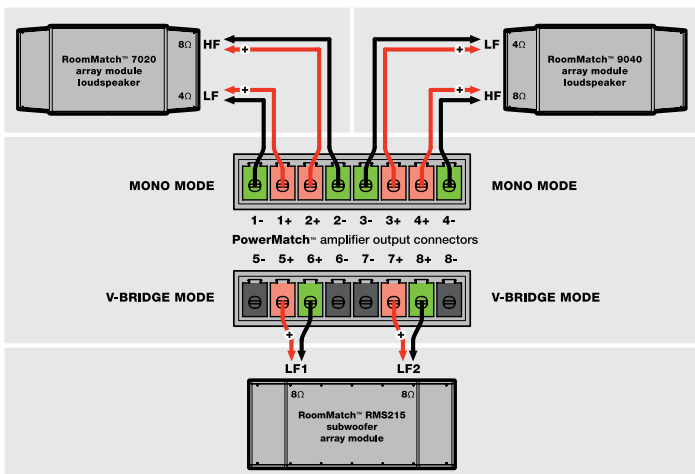 RoomMatch™ 7020
array module
loudspeaker
8Ω HF
4Ω LF
+
+
RoomMatch™ 9040
array module
loudspeaker
LF 4Ω
HF 8Ω
+
+
MONO MODE
MONO MODE
1- 1+ 2+ 2- 3- 3+ 4+ 4-
PowerMatch™ amplifier output connectors
5- 5+ 6+ 6- 7- 7+ 8+ 8-
V-BRIDGE MODE
V-BRIDGE MODE
+
+
LF1 LF2
8Ω 8Ω
RoomMatch™ RMS215
subwoofer
array module